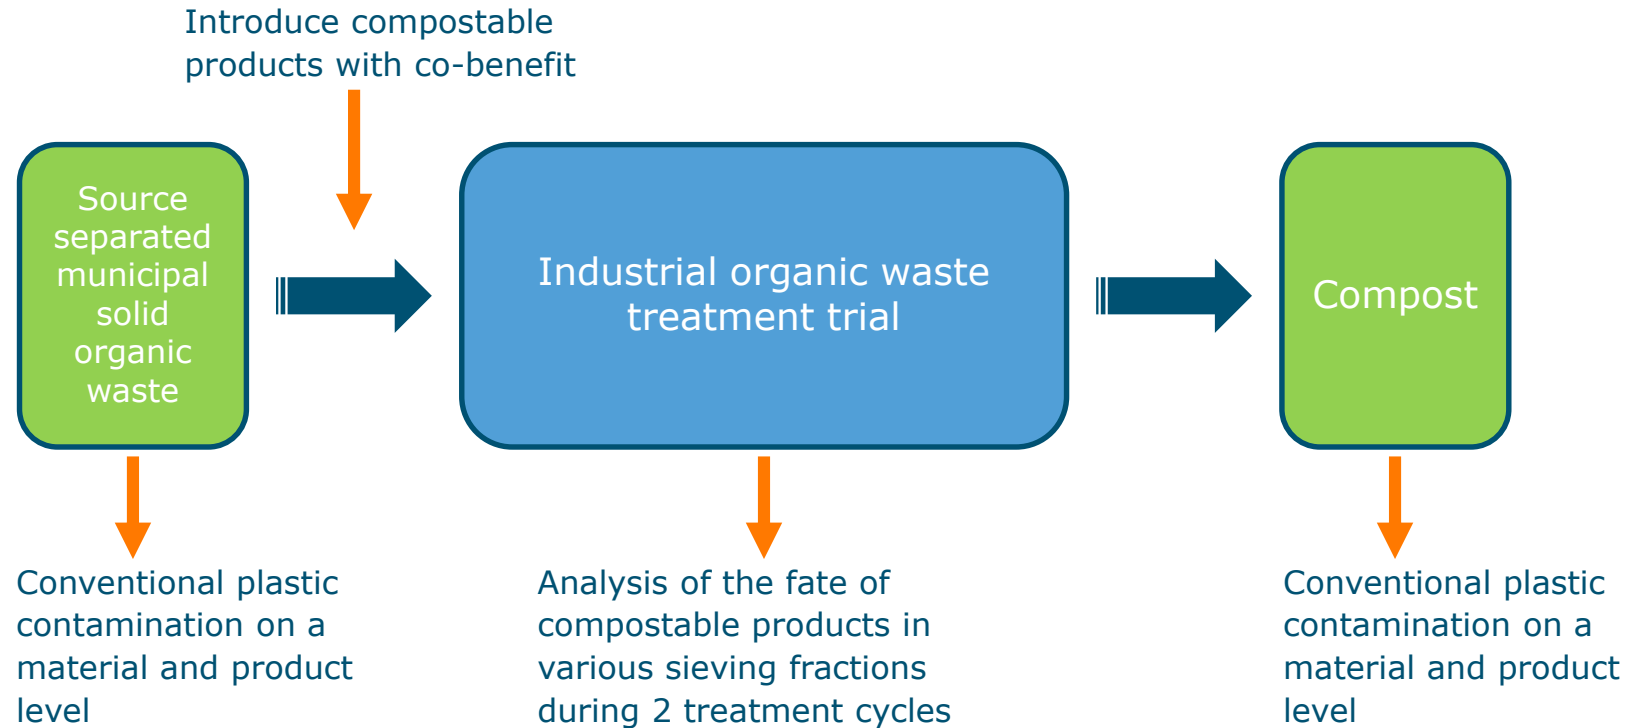 Introduce compostable
products with co-benefit
Source
separated
municipal
solid
organic
waste
Industrial organic waste
treatment trial
Compost
Conventional plastic
contamination on a
material and product
level
Analysis of the fate of
compostable products in
various sieving fractions
during 2 treatment cycles
Conventional plastic
contamination on a
material and product
level